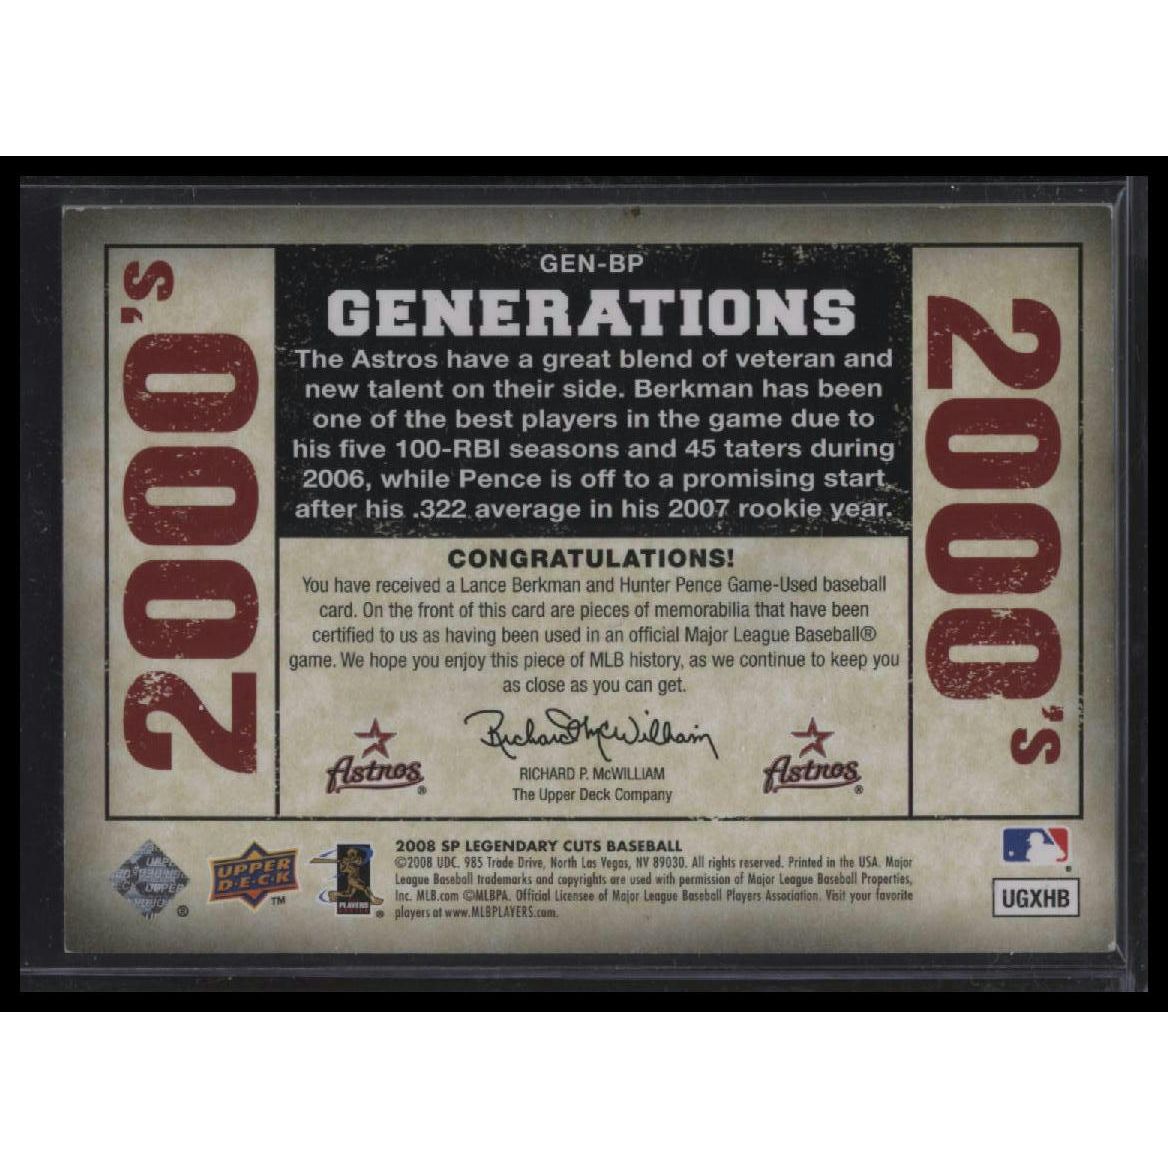 GEN-BP
GENERATIONS
The Astros have a great blend of veteran and
new talent on their side. Berkman has been
one of the best players in the game due to
his five 100-RBI seasons and 45 taters during
2006, while Pence is off to a promising start
after his .322 average in his 2007 rookie year.
2000's
2000's
CONGRATULATIONS!
You have received a Lance Berkman and Hunter Pence Game-Used baseball
card. On the front of this card are pieces of memorabilia that have been
certified to us as having been used in an official Major League Baseball®
game. We hope you enjoy this piece of MLB history, as we continue to keep you
as close as you can get.
Richard McWilliam
Astros®
RICHARD P. McWILLIAM
The Upper Deck Company
Astros®
UPPER
DECK™
PLAYERS
®
®
2008 SP LEGENDARY CUTS BASEBALL
©2008 UDC. 985 Trade Drive, North Las Vegas, NV 89030. All rights reserved. Printed in the USA. Major
League Baseball trademarks and copyrights are used with permission of Major League Baseball Properties,
Inc. MLB.com ©MLBPA. Official Licensee of Major League Baseball Players Association. Visit your favorite
players at www.MLBPLAYERS.com.
®
UGXHB